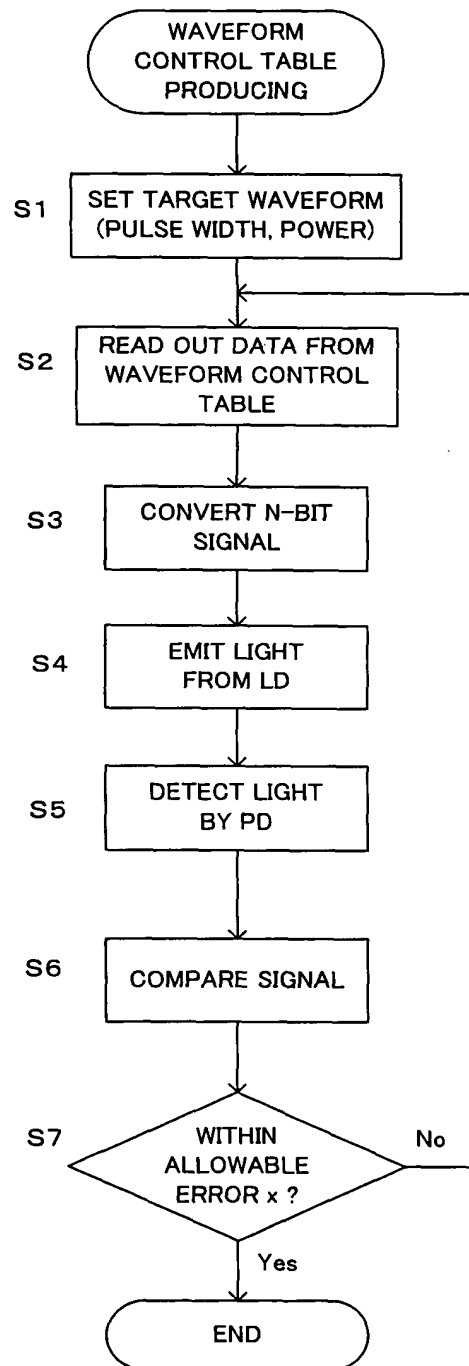 WAVEFORM
CONTROL TABLE
PRODUCING
S1
SET TARGET WAVEFORM
(PULSE WIDTH, POWER)
S2
READ OUT DATA FROM
WAVEFORM CONTROL
TABLE
S3
CONVERT N-BIT
SIGNAL
S4
EMIT LIGHT
FROM LD
S5
DETECT LIGHT
BY PD
S6
COMPARE SIGNAL
S7
WITHIN
ALLOWABLE
ERROR x ?
No
Yes
END